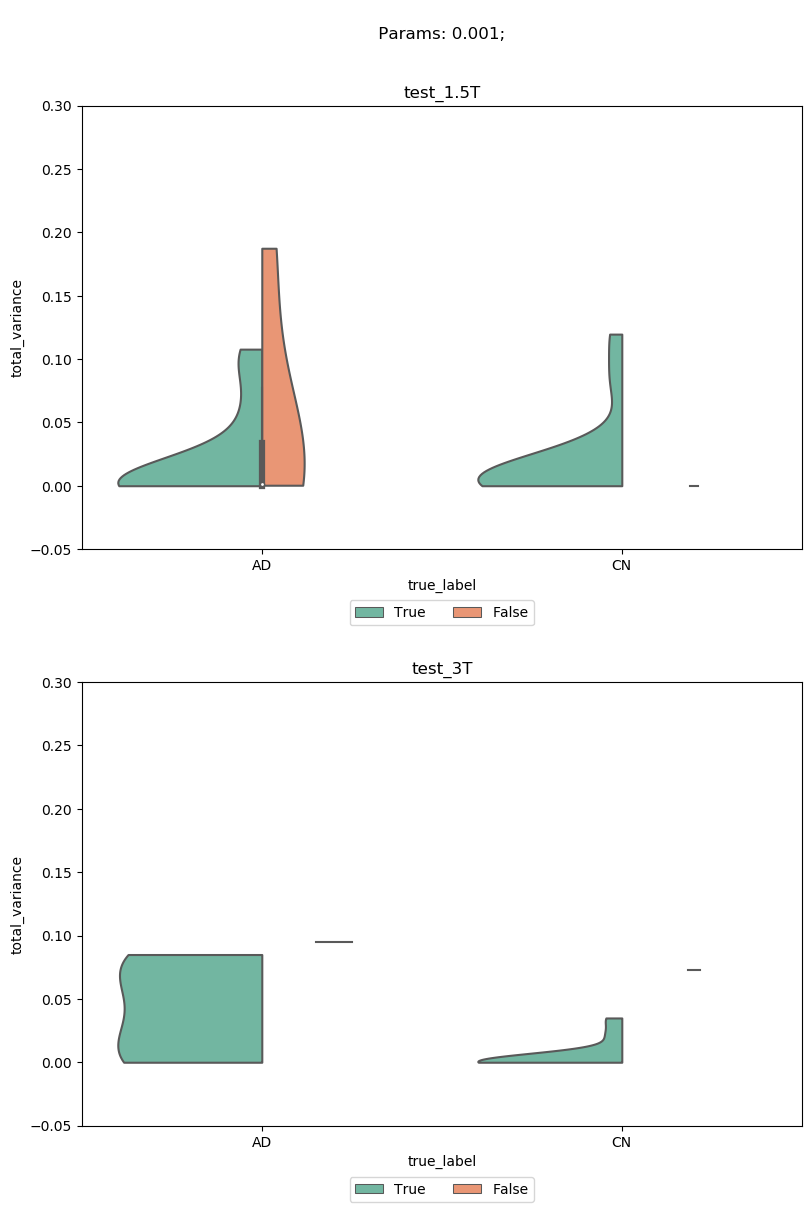 Params: 0.001;
test_1.5T
0.30
0.25
0.20
0.15
0.10
0.05
0.00
−0.05
total_variance
AD CN
true_label
True False
test_3T
0.30
0.25
0.20
0.15
0.10
0.05
0.00
−0.05
total_variance
AD CN
true_label
True False